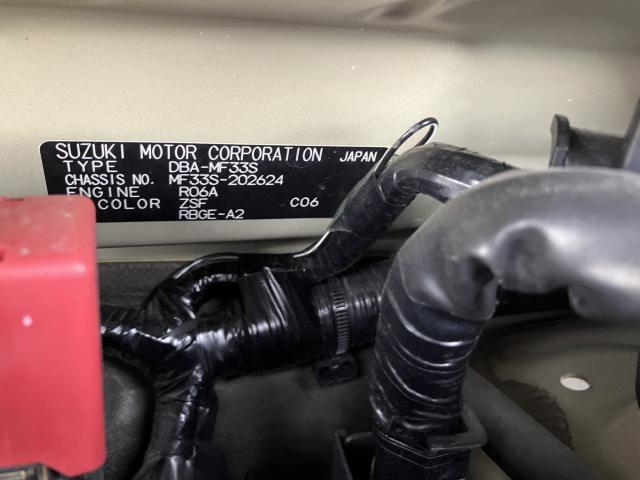 SUZUKI MOTOR CORPORATION JAPAN
TYPE DBA-MF33S
CHASSIS NO. MF33S-202624
ENGINE R06A
COLOR ZSF C06
RBGE-A2